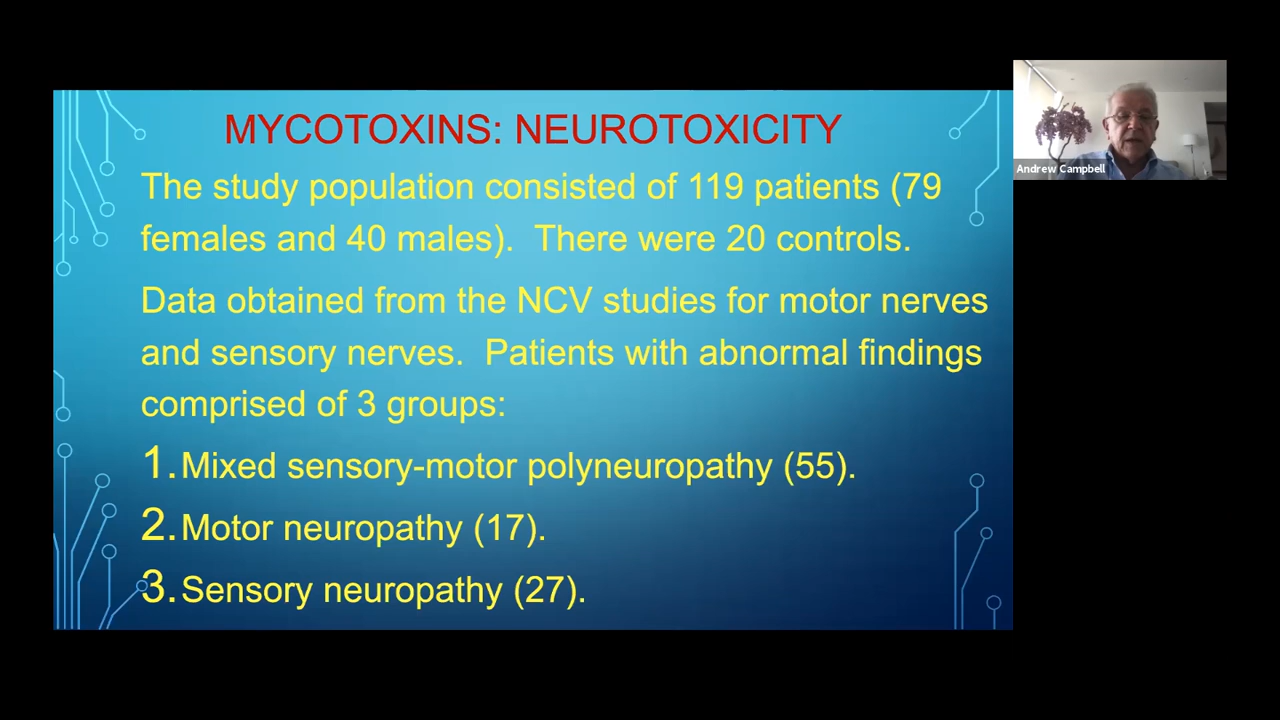 MYCOTOXINS: NEUROTOXICITY
The study population consisted of 119 patients (79
females and 40 males).  There were 20 controls.
Data obtained from the NCV studies for motor nerves
and sensory nerves.  Patients with abnormal findings
comprised of 3 groups:
1. Mixed sensory-motor polyneuropathy (55).
2. Motor neuropathy (17).
3. Sensory neuropathy (27).
Andrew Campbell